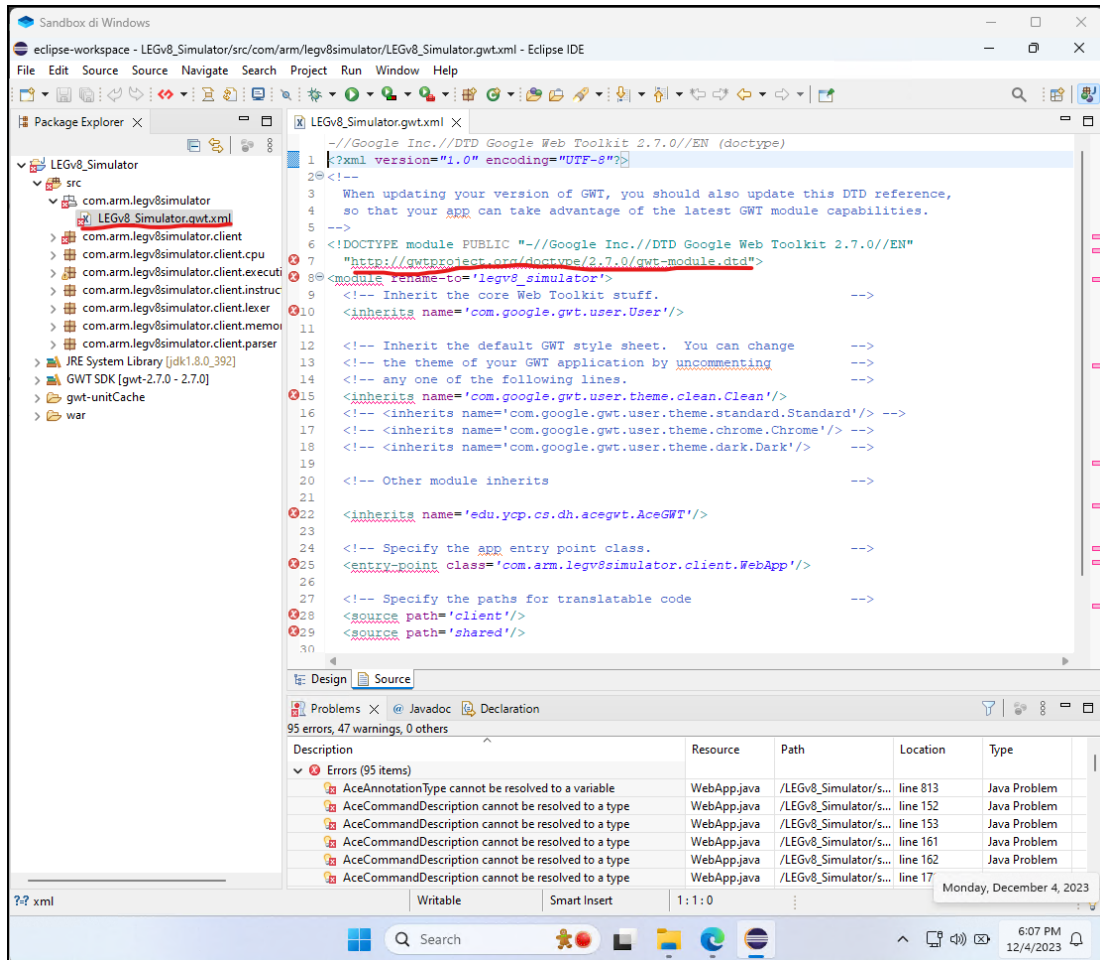 Sandbox di Windows
eclipse-workspace - LEGv8_Simulator/src/com/arm/legv8simulator/LEGv8_Simulator.gwt.xml - Eclipse IDE
File Edit Source Source Navigate Search Project Run Window Help
Package Explorer
LEGv8_Simulator
src
com.arm.legv8simulator
LEGv8_Simulator.gwt.xml
com.arm.legv8simulator.client
com.arm.legv8simulator.client.cpu
com.arm.legv8simulator.client.executi
com.arm.legv8simulator.client.instruc
com.arm.legv8simulator.client.lexer
com.arm.legv8simulator.client.memor
com.arm.legv8simulator.client.parser
JRE System Library [jdk1.8.0_392]
GWT SDK [gwt-2.7.0 - 2.7.0]
gwt-unitCache
war
LEGv8_Simulator.gwt.xml
-//Google Inc.//DTD Google Web Toolkit 2.7.0//EN (doctype)
1 <?xml version="1.0" encoding="UTF-8"?>
2 <!--
3 When updating your version of GWT, you should also update this DTD reference,
4 so that your app can take advantage of the latest GWT module capabilities.
5 -->
6 <!DOCTYPE module PUBLIC "-//Google Inc.//DTD Google Web Toolkit 2.7.0//EN"
7 "http://gwtproject.org/doctype/2.7.0/gwt-module.dtd">
8 <module rename-to='legv8_simulator'>
9 <!-- Inherit the core Web Toolkit stuff. -->
10 <inherits name='com.google.gwt.user.User'/>
11
12 <!-- Inherit the default GWT style sheet. You can change -->
13 <!-- the theme of your GWT application by uncommenting -->
14 <!-- any one of the following lines. -->
15 <inherits name='com.google.gwt.user.theme.clean.Clean'/>
16 <!-- <inherits name='com.google.gwt.user.theme.standard.Standard'/> -->
17 <!-- <inherits name='com.google.gwt.user.theme.chrome.Chrome'/> -->
18 <!-- <inherits name='com.google.gwt.user.theme.dark.Dark'/> -->
19
20 <!-- Other module inherits -->
21
22 <inherits name='edu.ycp.cs.dh.acegwt.AceGWT'/>
23
24 <!-- Specify the app entry point class. -->
25 <entry-point class='com.arm.legv8simulator.client.WebApp'/>
26
27 <!-- Specify the paths for translatable code -->
28 <source path='client'/>
29 <source path='shared'/>
30
Design Source
Problems @ Javadoc Declaration
95 errors, 47 warnings, 0 others
Description Resource Path Location Type
Errors (95 items)
AceAnnotationType cannot be resolved to a variable WebApp.java /LEGv8_Simulator/s... line 813 Java Problem
AceCommandDescription cannot be resolved to a type WebApp.java /LEGv8_Simulator/s... line 152 Java Problem
AceCommandDescription cannot be resolved to a type WebApp.java /LEGv8_Simulator/s... line 153 Java Problem
AceCommandDescription cannot be resolved to a type WebApp.java /LEGv8_Simulator/s... line 161 Java Problem
AceCommandDescription cannot be resolved to a type WebApp.java /LEGv8_Simulator/s... line 162 Java Problem
AceCommandDescription cannot be resolved to a type WebApp.java /LEGv8_Simulator/s... line 17
Monday, December 4, 2023
xml Writable Smart Insert 1:1:0
Search
6:07 PM
12/4/2023